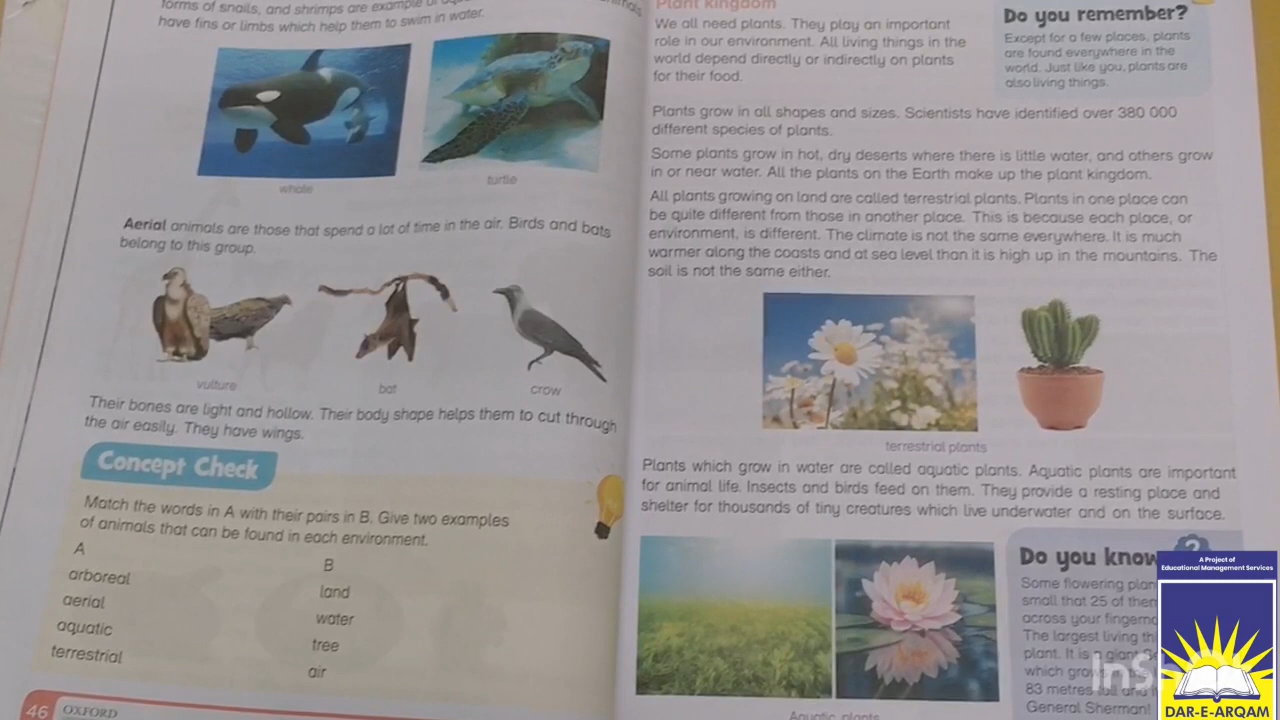 forms of snails, and shrimps are example of
have fins or limbs which help them to swim in water.
whale
turtle
Aerial animals are those that spend a lot of time in the air. Birds and bats
belong to this group.
vulture
bat
crow
Their bones are light and hollow. Their body shape helps them to cut through
the air easily. They have wings.
Concept Check
Match the words in A with their pairs in B. Give two examples
of animals that can be found in each environment.
A
B
arboreal
land
aerial
water
aquatic
tree
terrestrial
air
46 OXFORD
Plant kingdom
We all need plants. They play an important
role in our environment. All living things in the
world depend directly or indirectly on plants
for their food.
Do you remember?
Except for a few places, plants
are found everywhere in the
world. Just like you, plants are
also living things.
Plants grow in all shapes and sizes. Scientists have identified over 380 000
different species of plants.
Some plants grow in hot, dry deserts where there is little water, and others grow
in or near water. All the plants on the Earth make up the plant kingdom.
All plants growing on land are called terrestrial plants. Plants in one place can
be quite different from those in another place. This is because each place, or
environment, is different. The climate is not the same everywhere. It is much
warmer along the coasts and at sea level than it is high up in the mountains. The
soil is not the same either.
terrestrial plants
Plants which grow in water are called aquatic plants. Aquatic plants are important
for animal life. Insects and birds feed on them. They provide a resting place and
shelter for thousands of tiny creatures which live underwater and on the surface.
Aquatic plants
Do you know
?
Some flowering
small that 25 of
across your
The largest living
plant. It is a giant
which
83 metres tall and
General Sherman!
A Project of
Educational Management Services
DAR-E-ARQAM